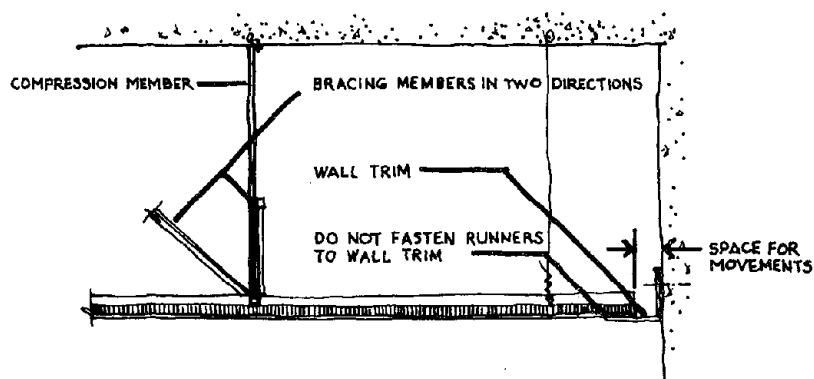 COMPRESSION MEMBER
BRACING MEMBERS IN TWO DIRECTIONS
WALL TRIM
DO NOT FASTEN RUNNERS
TO WALL TRIM
SPACE FOR
MOVEMENTS